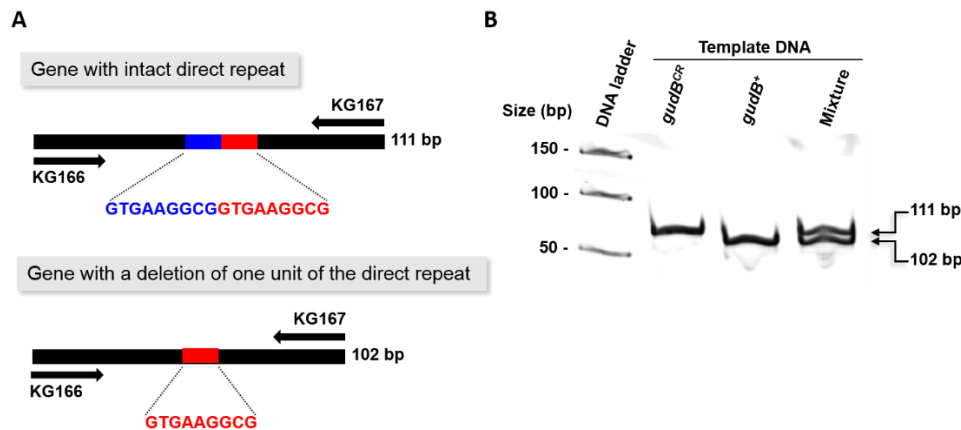 A
Gene with intact direct repeat
KG167
111 bp
KG166
GTGAAGGCGGTGAAGGCG
Gene with a deletion of one unit of the direct repeat
KG167
102 bp
KG166
GTGAAGGCG
B
Template DNA
Size (bp)
DNA ladder
gudB^CR
gudB⁺
Mixture
150 -
100 -
50 -
111 bp
102 bp